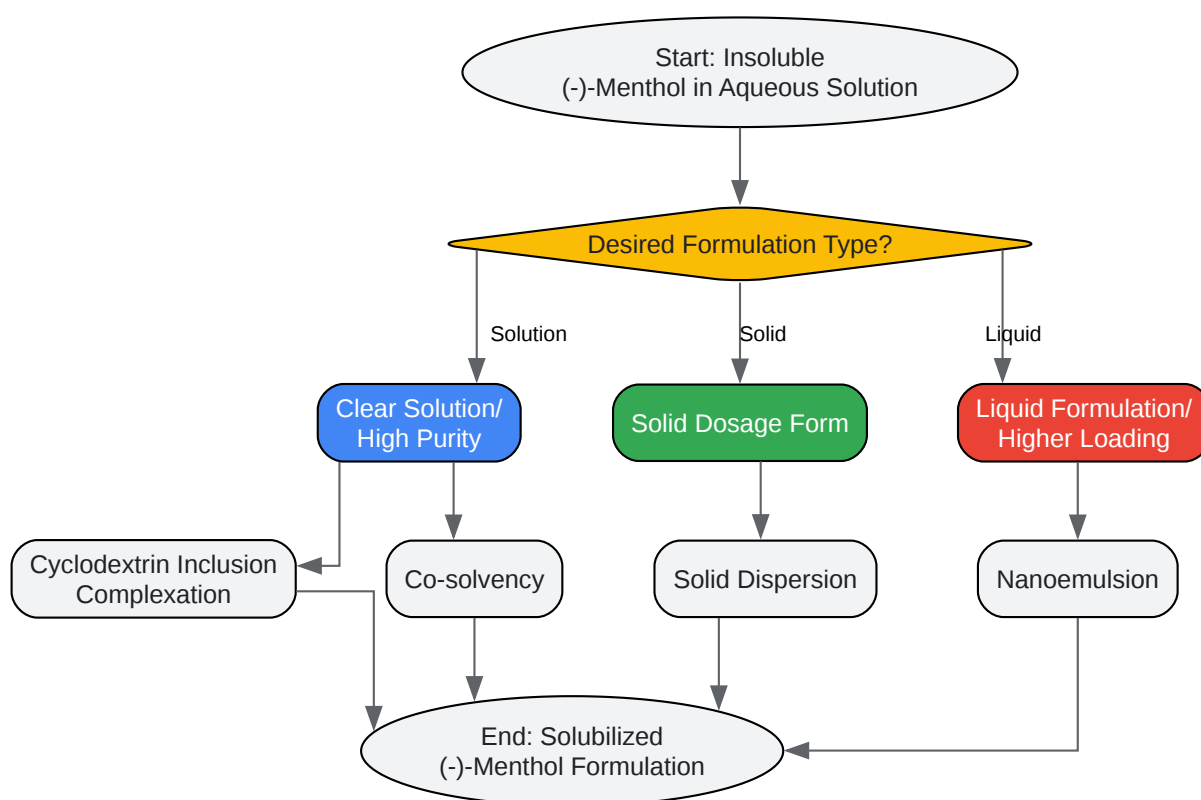 Start: Insoluble
(-)-Menthol in Aqueous Solution
Desired Formulation Type?
Solution
Solid
Liquid
Clear Solution/
High Purity
Solid Dosage Form
Liquid Formulation/
Higher Loading
Cyclodextrin Inclusion
Complexation
Co-solvency
Solid Dispersion
Nanoemulsion
End: Solubilized
(-)-Menthol Formulation